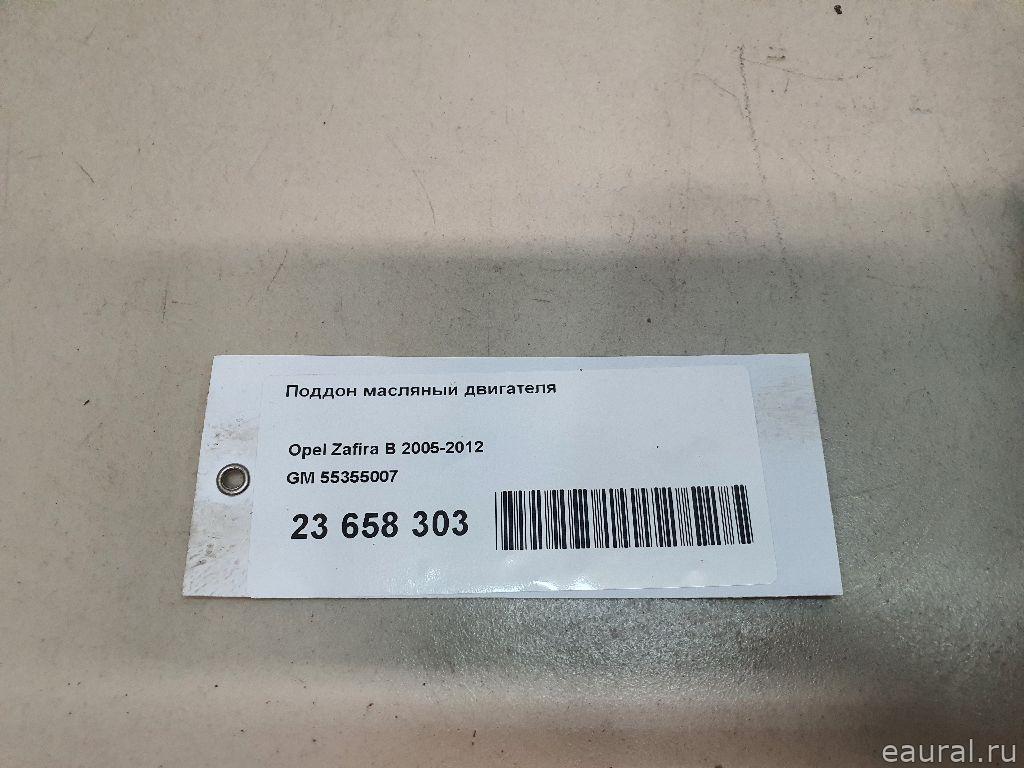 Поддон масляный двигателя
Opel Zafira B 2005-2012
GM 55355007
23 658 303
eaural.ru